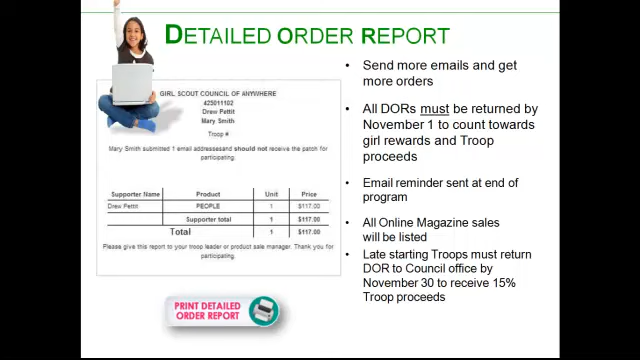 DETAILED ORDER REPORT
GIRL SCOUT COUNCIL OF ANYWHERE
425011102
Drew Pettit
Mary Smith
Troop #
Mary Smith submitted 1 email addressesand should not receive the patch for
participating.
Supporter Name Product Unit Price
Drew Pettit PEOPLE 1 $117.00
Supporter total 1 $117.00
Total 1 $117.00
Please give this report to your troop leader or product sale manager. Thank you for
participating.
PRINT DETAILED
ORDER REPORT
• Send more emails and get
more orders
• All DORs must be returned by
November 1 to count towards
girl rewards and Troop
proceeds
• Email reminder sent at end of
program
• All Online Magazine sales
will be listed
• Late starting Troops must return
DOR to Council office by
November 30 to receive 15%
Troop proceeds